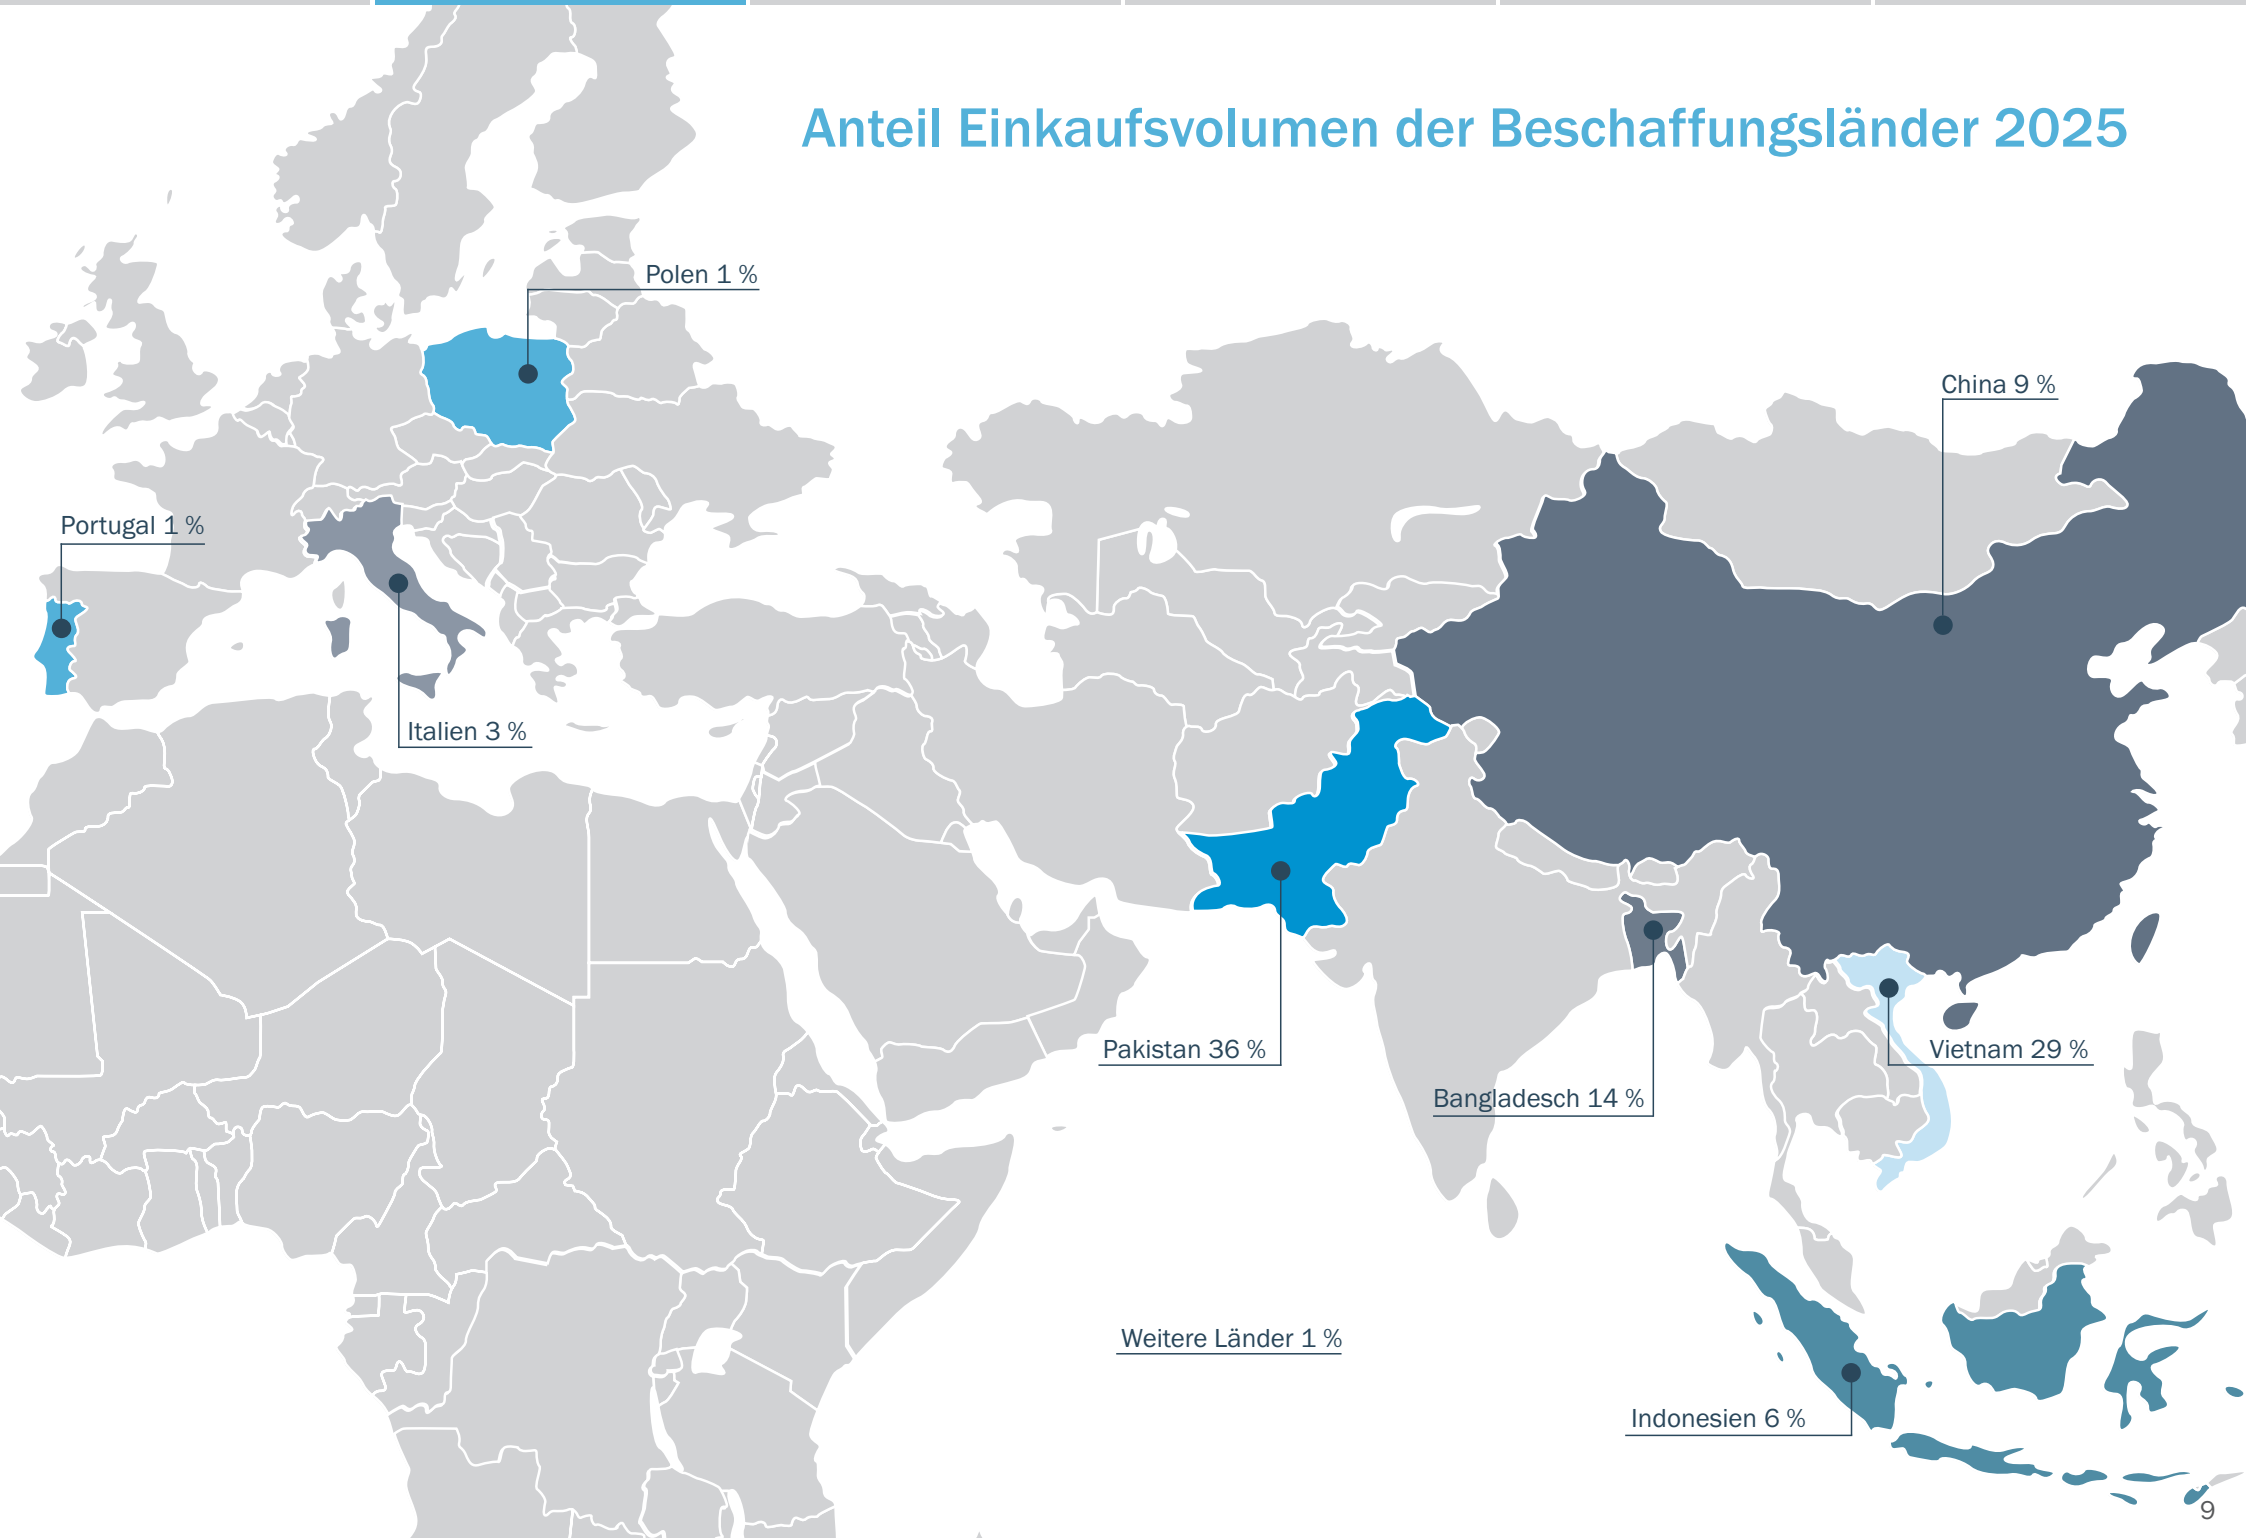 Anteil Einkaufsvolumen der Beschaffungsländer 2025
Polen 1 %
China 9 %
Portugal 1 %
Italien 3 %
Pakistan 36 %
Vietnam 29 %
Bangladesch 14 %
Weitere Länder 1 %
Indonesien 6 %
9